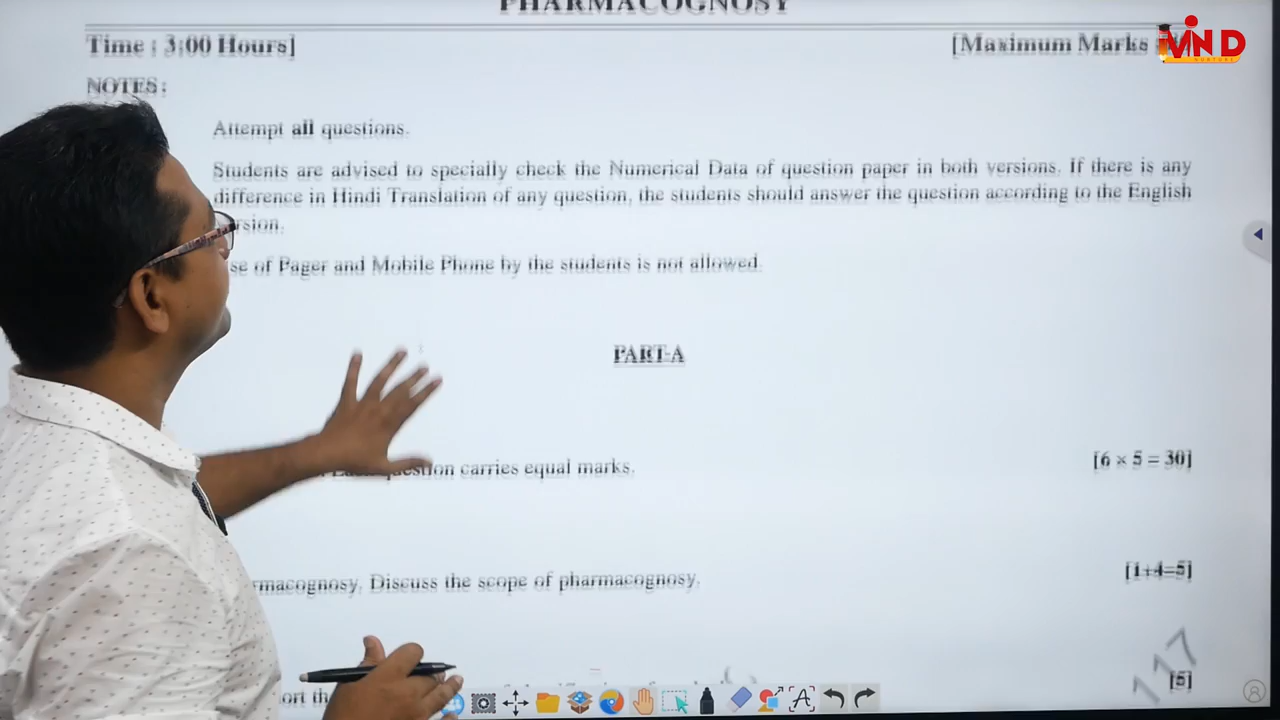 PHARMACOGNOSY
Time : 3:00 Hours]
[Maximum Marks
MIND
NURTURE
NOTES:
Attempt all questions.
Students are advised to specially check the Numerical Data of question paper in both versions. If there is any
difference in Hindi Translation of any question, the students should answer the question according to the English
rsion.
se of Pager and Mobile Phone by the students is not allowed.
PART-A
question carries equal marks.
[6 × 5 = 30]
rmacognosy. Discuss the scope of pharmacognosy.
[1+4=5]
117
ort th
[5]